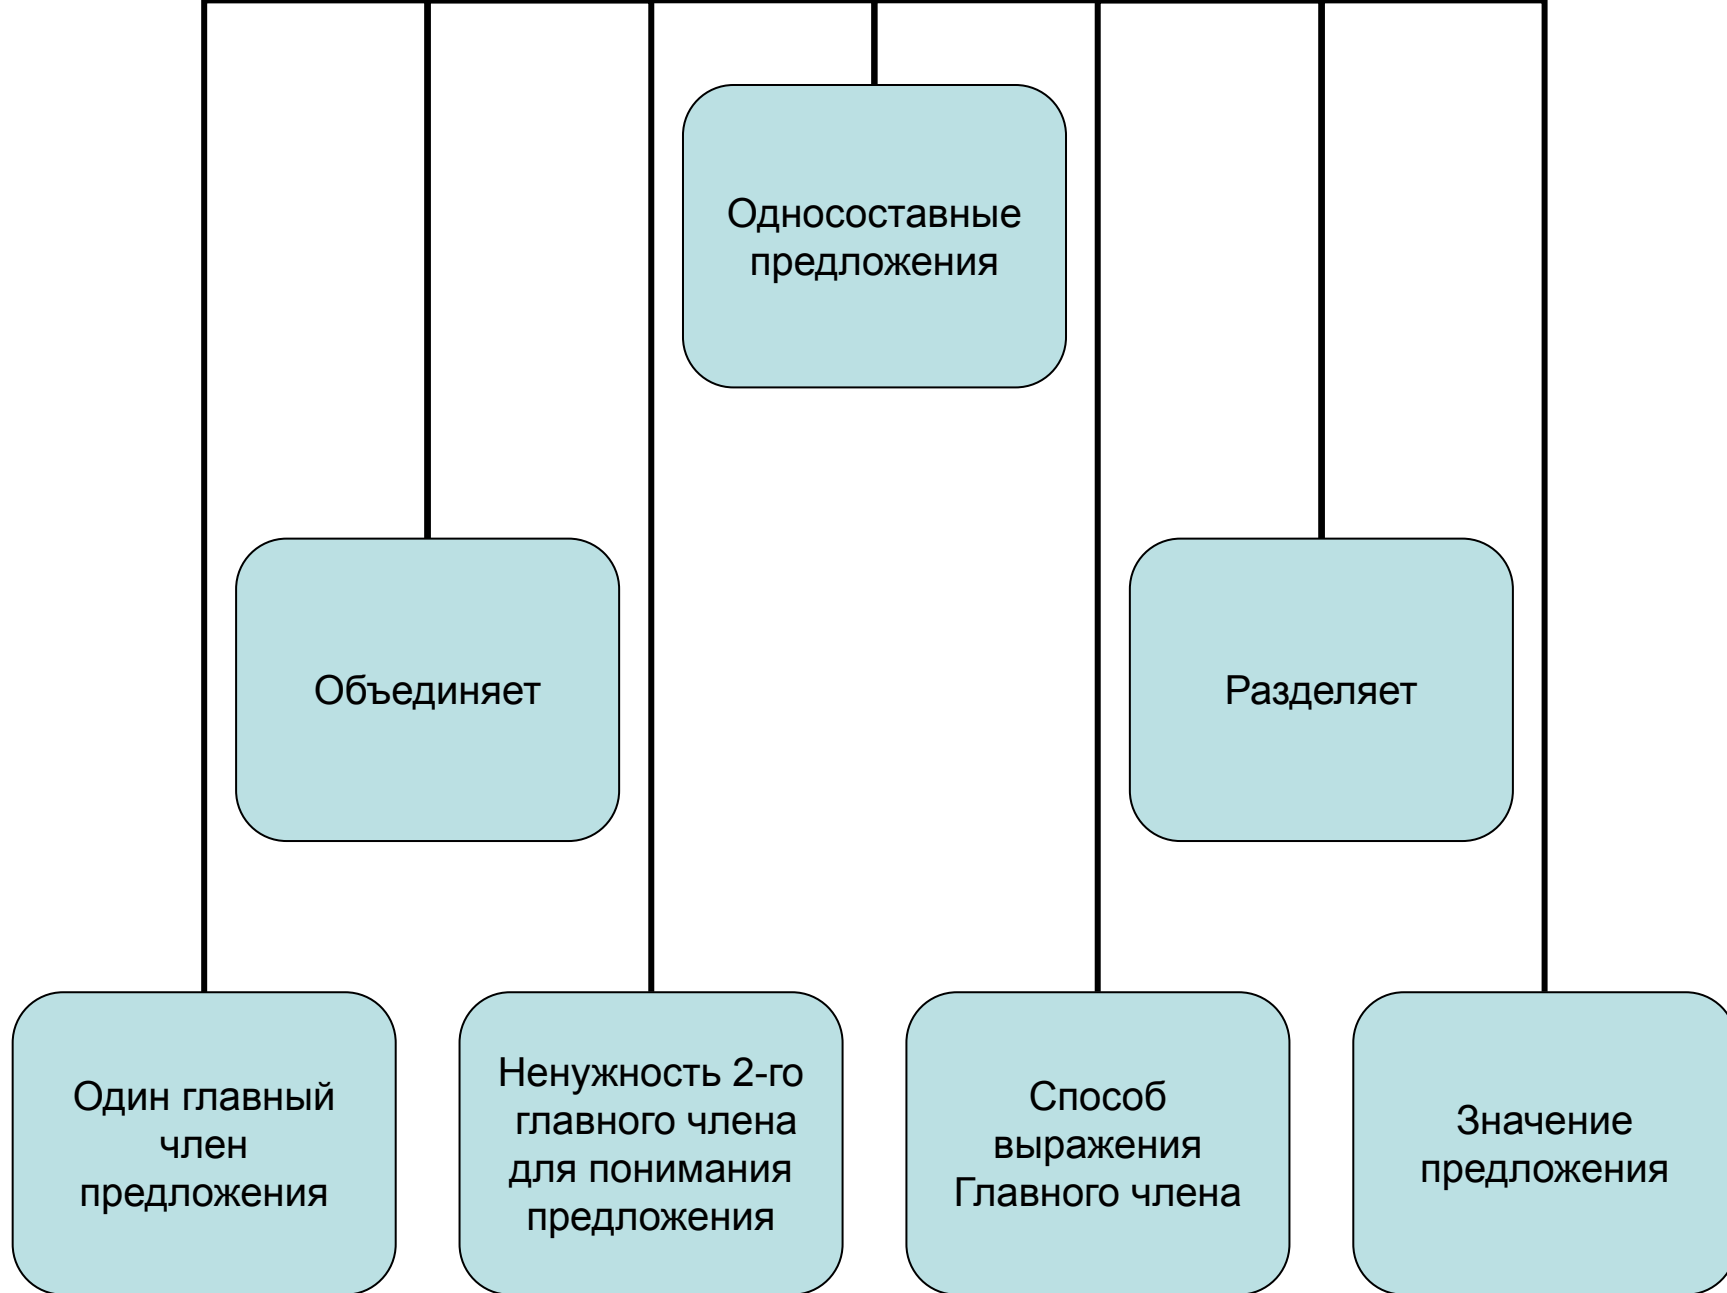 Односоставные
предложения
Объединяет
Разделяет
Один главный
член
предложения
Ненужность 2-го
главного члена
для понимания
предложения
Способ
выражения
Главного члена
Значение
предложения